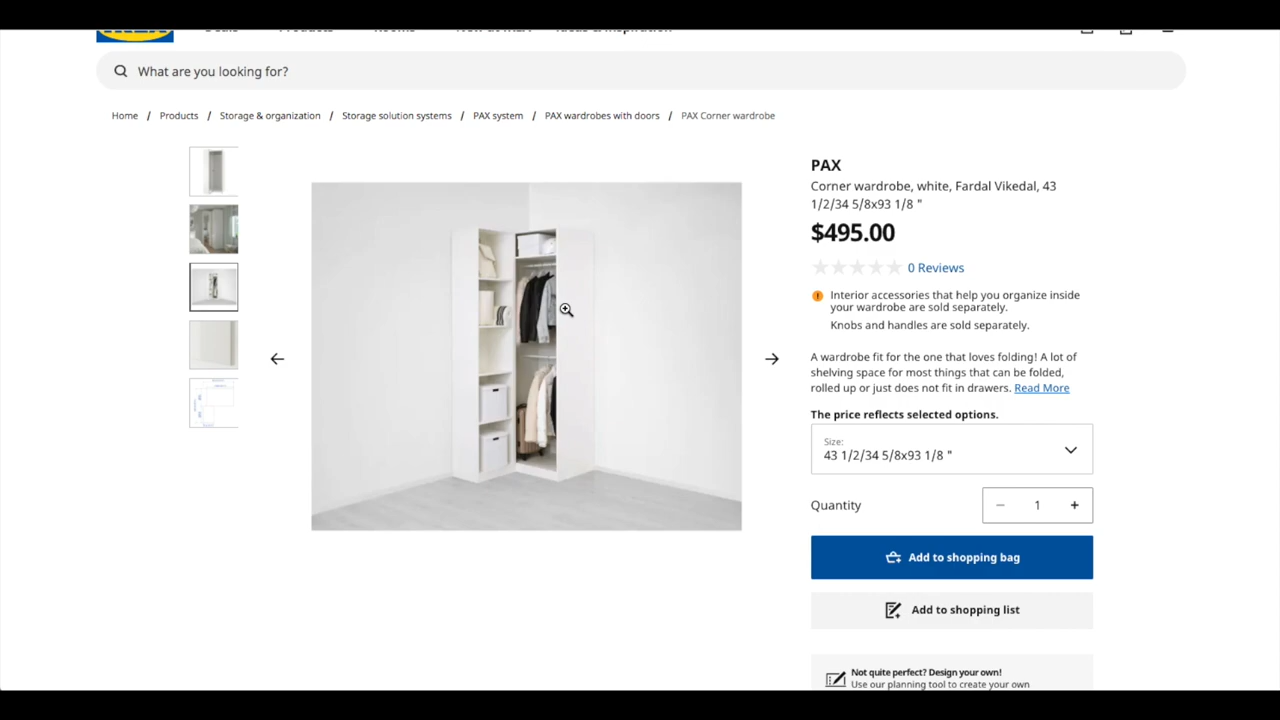 What are you looking for?
Home / Products / Storage & organization / Storage solution systems / PAX system / PAX wardrobes with doors / PAX Corner wardrobe
PAX
Corner wardrobe, white, Fardal Vikedal, 43
1/2/34 5/8x93 1/8 "
$495.00
0 Reviews
Interior accessories that help you organize inside
your wardrobe are sold separately.
Knobs and handles are sold separately.
A wardrobe fit for the one that loves folding! A lot of
shelving space for most things that can be folded,
rolled up or just does not fit in drawers. Read More
The price reflects selected options.
Size:
43 1/2/34 5/8x93 1/8 "
Quantity
1
Add to shopping bag
Add to shopping list
Not quite perfect? Design your own!
Use our planning tool to create your own